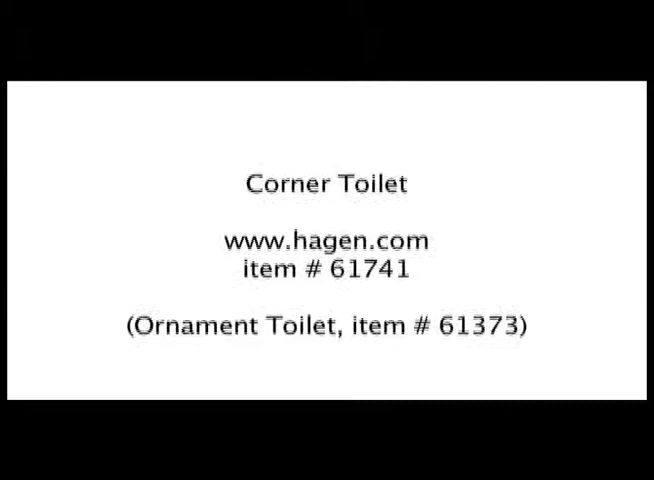 Corner Toilet
www.hagen.com
item # 61741
(Ornament Toilet, item # 61373)